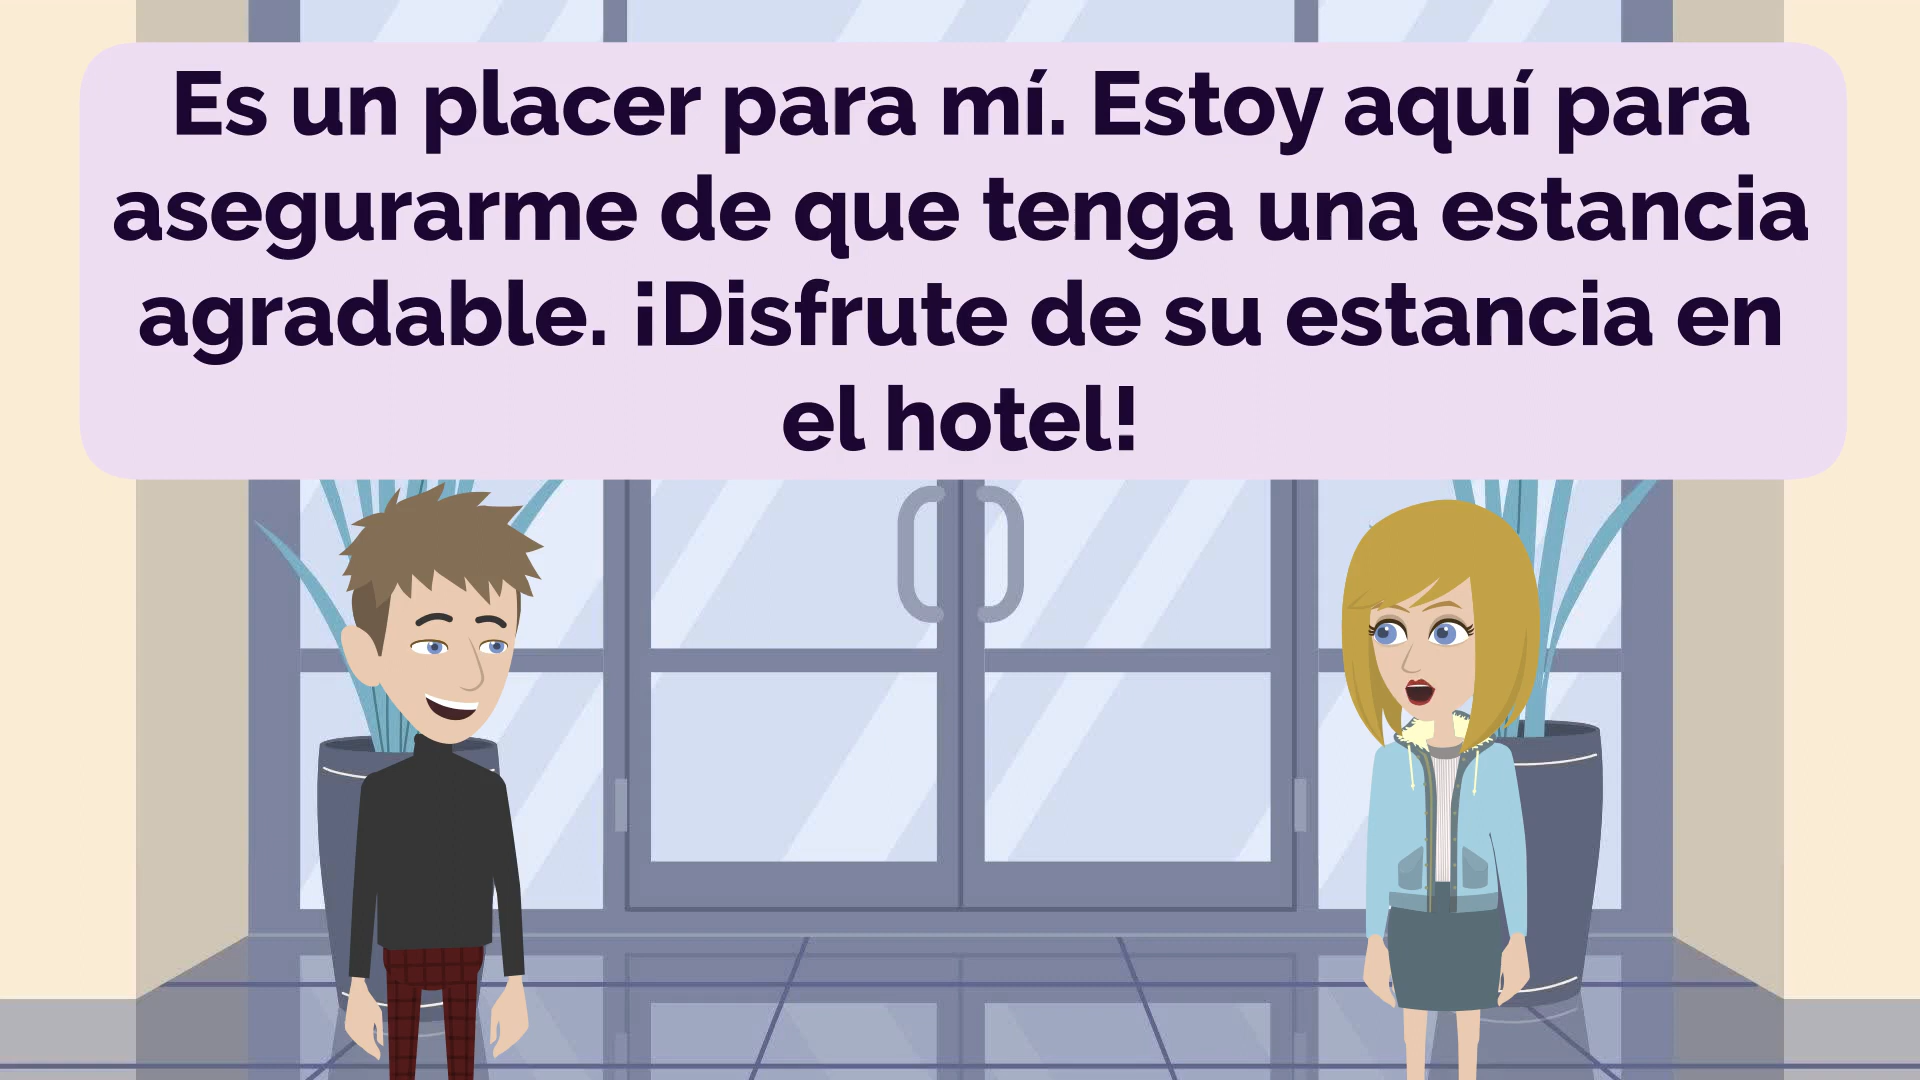 Es un placer para mí. Estoy aquí para
asegurarme de que tenga una estancia
agradable. ¡Disfrute de su estancia en
el hotel!